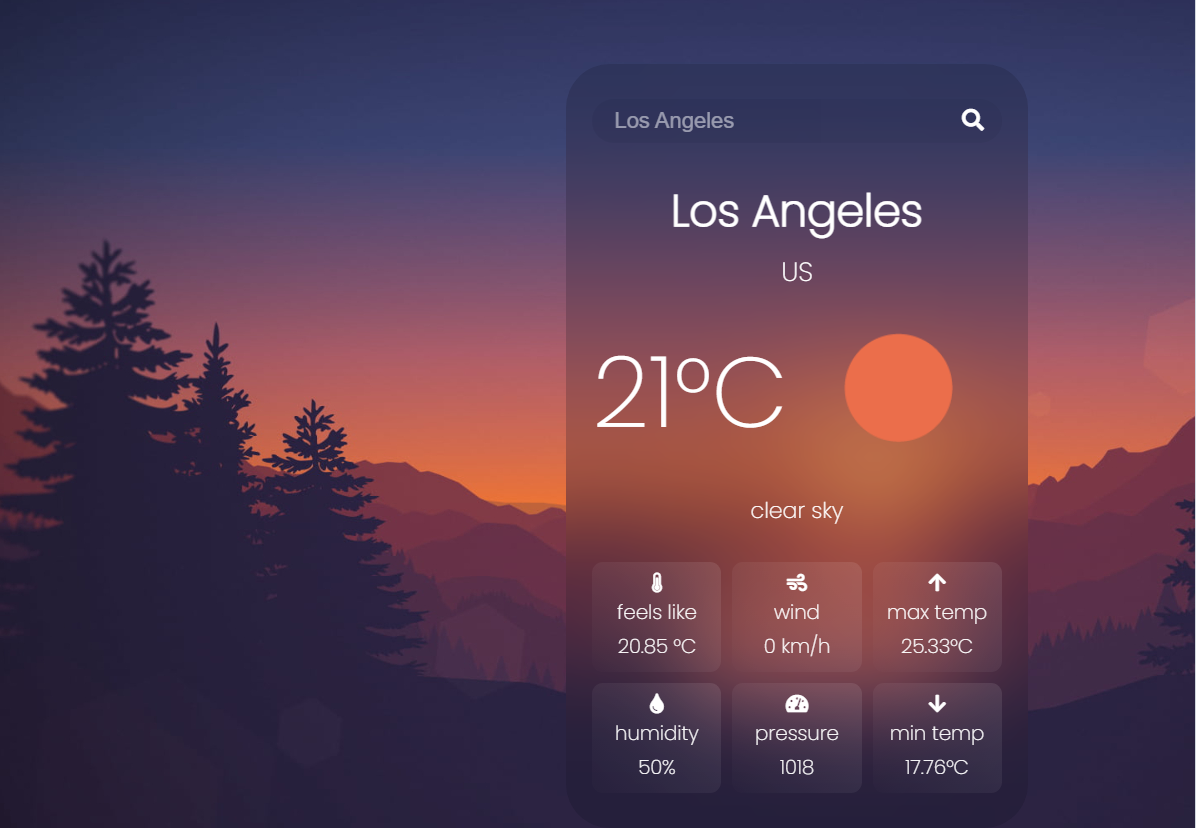 Los Angeles
Los Angeles
US
21°C
clear sky
feels like
20.85 °C
wind
0 km/h
max temp
25.33°C
humidity
50%
pressure
1018
min temp
17.76°C